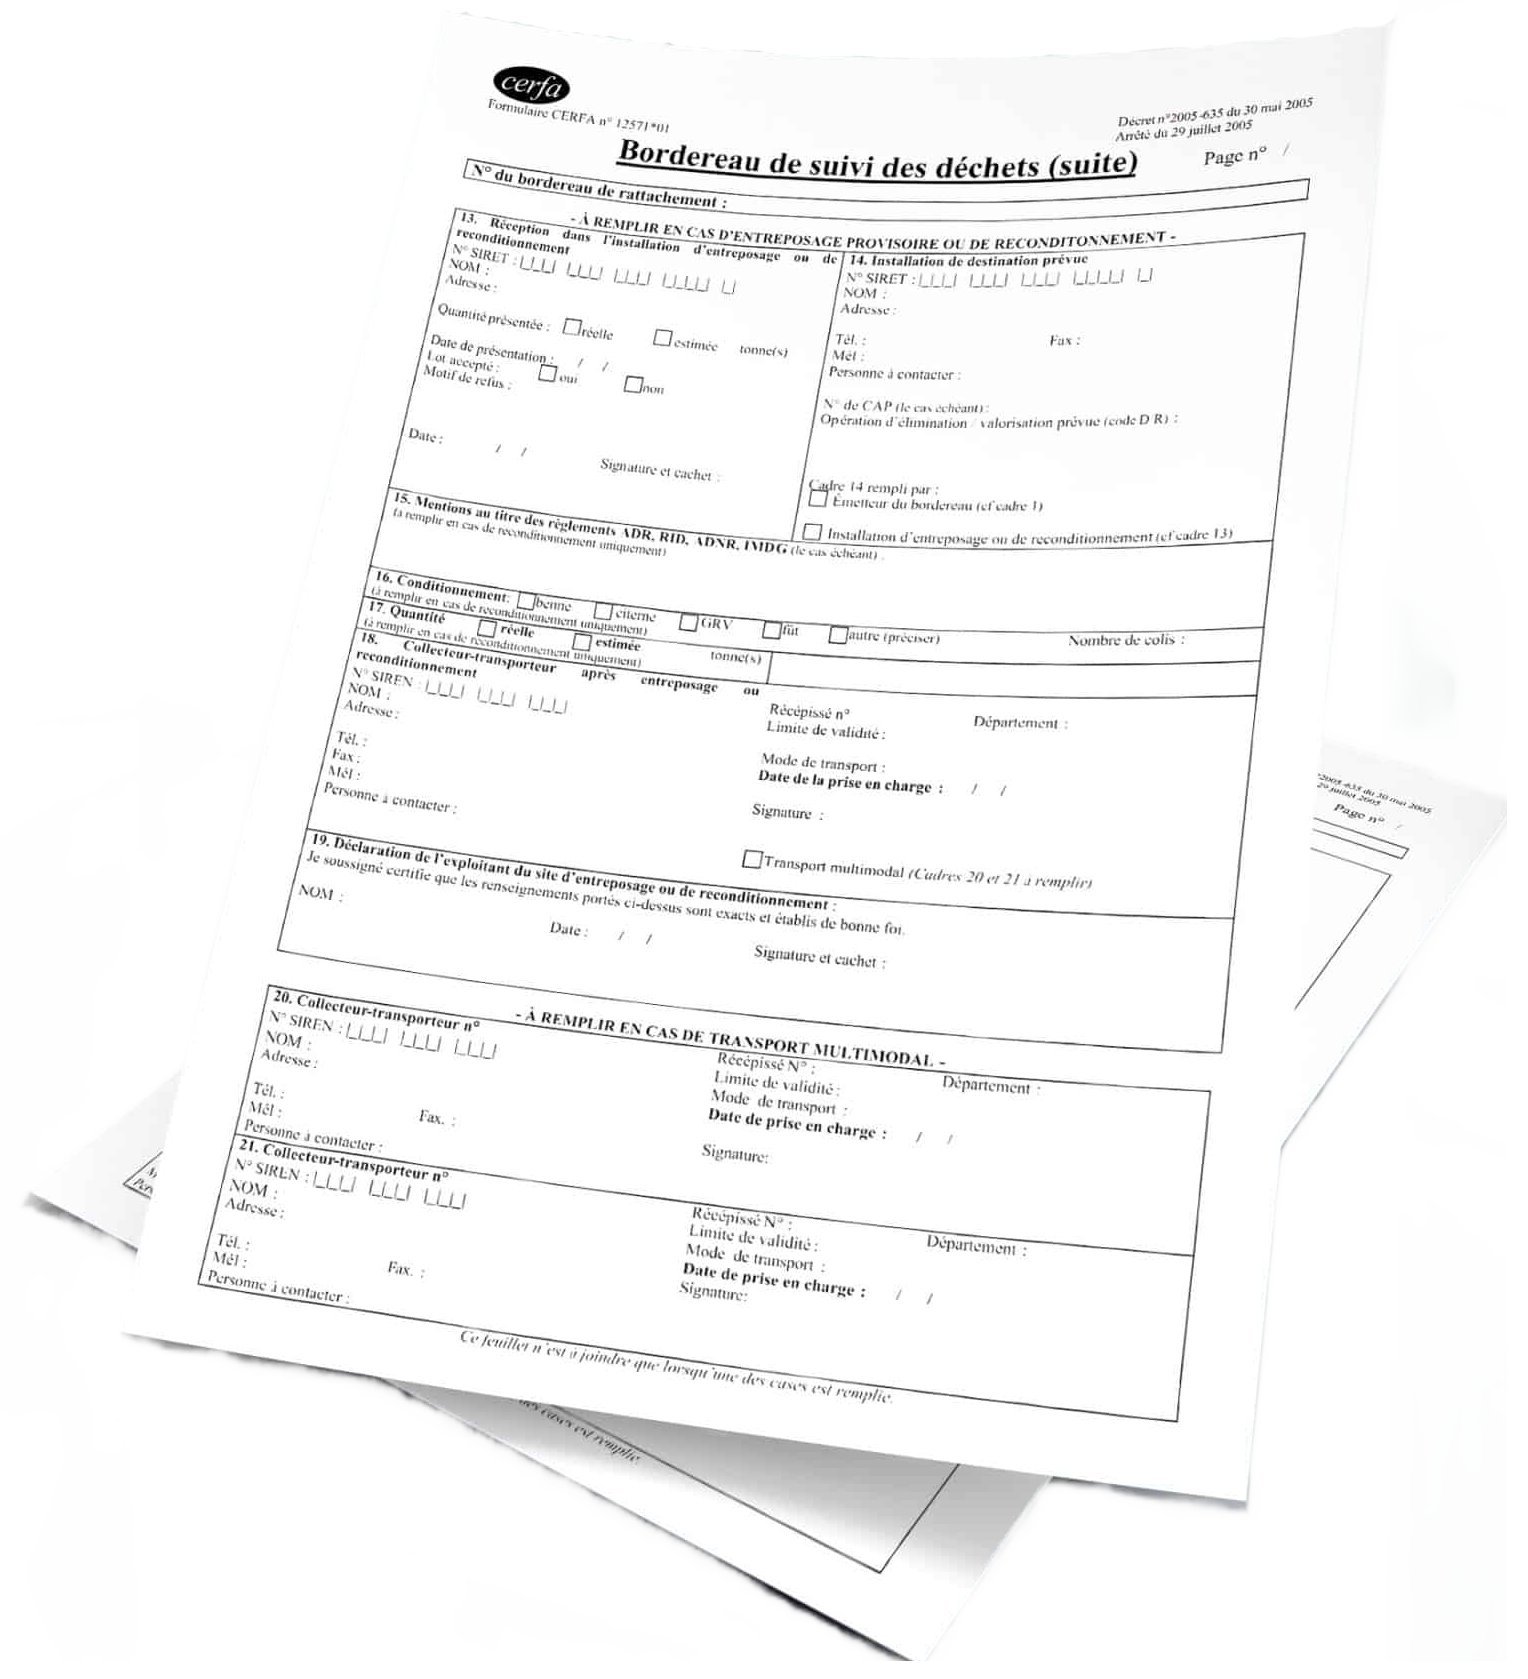 cerfa
Formulaire CERFA n° 12571*01
Décret n°2005-635 du 30 mai 2005
Arrêté du 29 juillet 2005
Bordereau de suivi des déchets (suite)
Page n° /
N° du bordereau de rattachement :
- À REMPLIR EN CAS D'ENTREPOSAGE PROVISOIRE OU DE RECONDITONNEMENT -
13. Réception dans l'installation d'entreposage ou de
reconditionnement
N° SIRET :
NOM :
Adresse :
Quantité présentée : réelle estimée tonne(s)
Date de présentation : / /
Lot accepté : oui non
Motif de refus :
Date : / /
Signature et cachet :
14. Installation de destination prévue
N° SIRET :
NOM :
Adresse :
Tél. : Fax :
Mél :
Personne à contacter :
N° de CAP (le cas échéant) :
Opération d'élimination / valorisation prévue (code D R) :
Cadre 14 rempli par :
Émetteur du bordereau (cf cadre 1)
Installation d'entreposage ou de reconditionnement (cf cadre 13)
15. Mentions au titre des règlements ADR, RID, ADNR, IMDG (le cas échéant) :
(à remplir en cas de reconditionnement uniquement)
16. Conditionnement: benne citerne GRV fût autre (préciser) Nombre de colis :
(à remplir en cas de reconditionnement uniquement)
17. Quantité réelle estimée tonne(s)
(à remplir en cas de reconditionnement uniquement)
18. Collecteur-transporteur après entreposage ou
reconditionnement
N° SIREN :
NOM :
Adresse :
Tél. :
Fax :
Mél :
Personne à contacter :
Récépissé n° Département :
Limite de validité :
Mode de transport :
Date de la prise en charge : / /
Signature :
Transport multimodal (Cadres 20 et 21 à remplir)
19. Déclaration de l'exploitant du site d'entreposage ou de reconditionnement :
Je soussigné certifie que les renseignements portés ci-dessus sont exacts et établis de bonne foi.
NOM :
Date : / /
Signature et cachet :
- À REMPLIR EN CAS DE TRANSPORT MULTIMODAL -
20. Collecteur-transporteur n°
N° SIREN :
NOM :
Adresse :
Tél. :
Mél : Fax. :
Personne à contacter :
Récépissé N° : Département :
Limite de validité :
Mode de transport :
Date de prise en charge : / /
Signature:
21. Collecteur-transporteur n°
N° SIREN :
NOM :
Adresse :
Tél. :
Mél : Fax. :
Personne à contacter :
Récépissé N° : Département :
Limite de validité :
Mode de transport :
Date de prise en charge : / /
Signature:
Ce feuillet n'est à joindre que lorsqu'une des cases est remplie.
2005-635 du 30 mai 2005
29 juillet 2005
Page n° /
des cases est remplie.